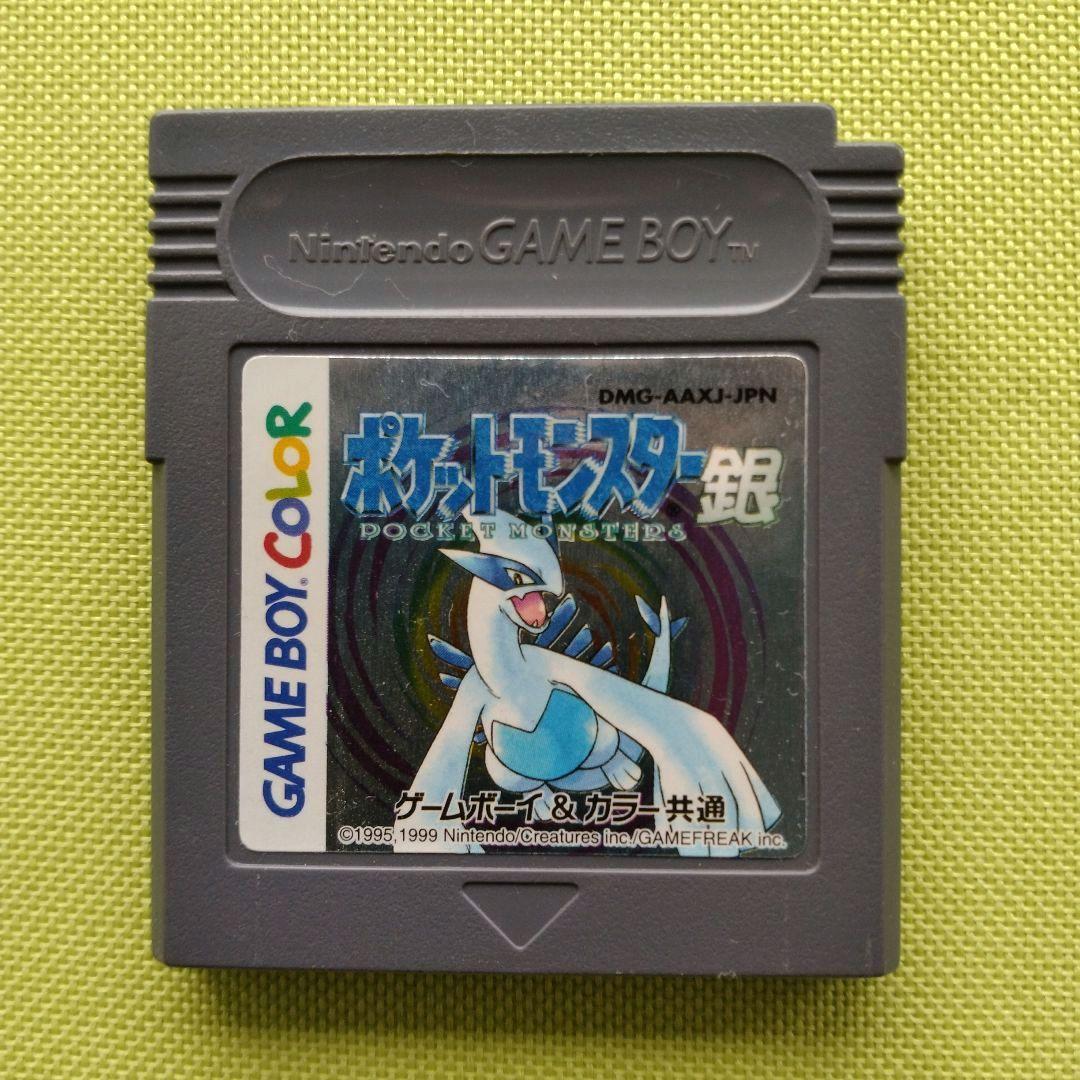 Nintendo GAME BOY™
GAME BOY® COLOR
DMG-AAXJ-JPN
ポケットモンスター® 銀
POCKET MONSTERS
ゲームボーイ & カラー共通
©1995,1999 Nintendo/Creatures inc./GAMEFREAK inc.